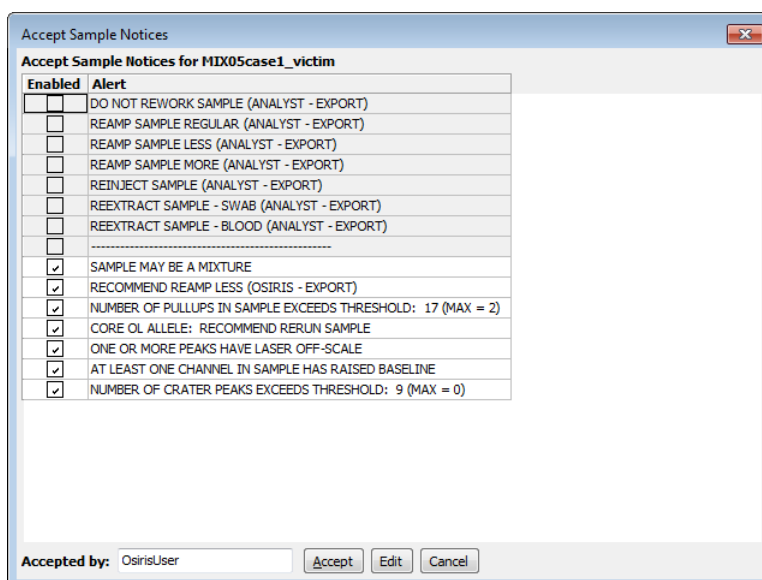 Accept Sample Notices
Accept Sample Notices for MIX05case1_victim
Enabled Alert
DO NOT REWORK SAMPLE (ANALYST - EXPORT)
REAMP SAMPLE REGULAR (ANALYST - EXPORT)
REAMP SAMPLE LESS (ANALYST - EXPORT)
REAMP SAMPLE MORE (ANALYST - EXPORT)
REINJECT SAMPLE (ANALYST - EXPORT)
REEXTRACT SAMPLE - SWAB (ANALYST - EXPORT)
REEXTRACT SAMPLE - BLOOD (ANALYST - EXPORT)
--------------------------------------------------
SAMPLE MAY BE A MIXTURE
RECOMMEND REAMP LESS (OSIRIS - EXPORT)
NUMBER OF PULLUPS IN SAMPLE EXCEEDS THRESHOLD: 17 (MAX = 2)
CORE OL ALLELE: RECOMMEND RERUN SAMPLE
ONE OR MORE PEAKS HAVE LASER OFF-SCALE
AT LEAST ONE CHANNEL IN SAMPLE HAS RAISED BASELINE
NUMBER OF CRATER PEAKS EXCEEDS THRESHOLD: 9 (MAX = 0)
Accepted by: OsirisUser Accept Edit Cancel